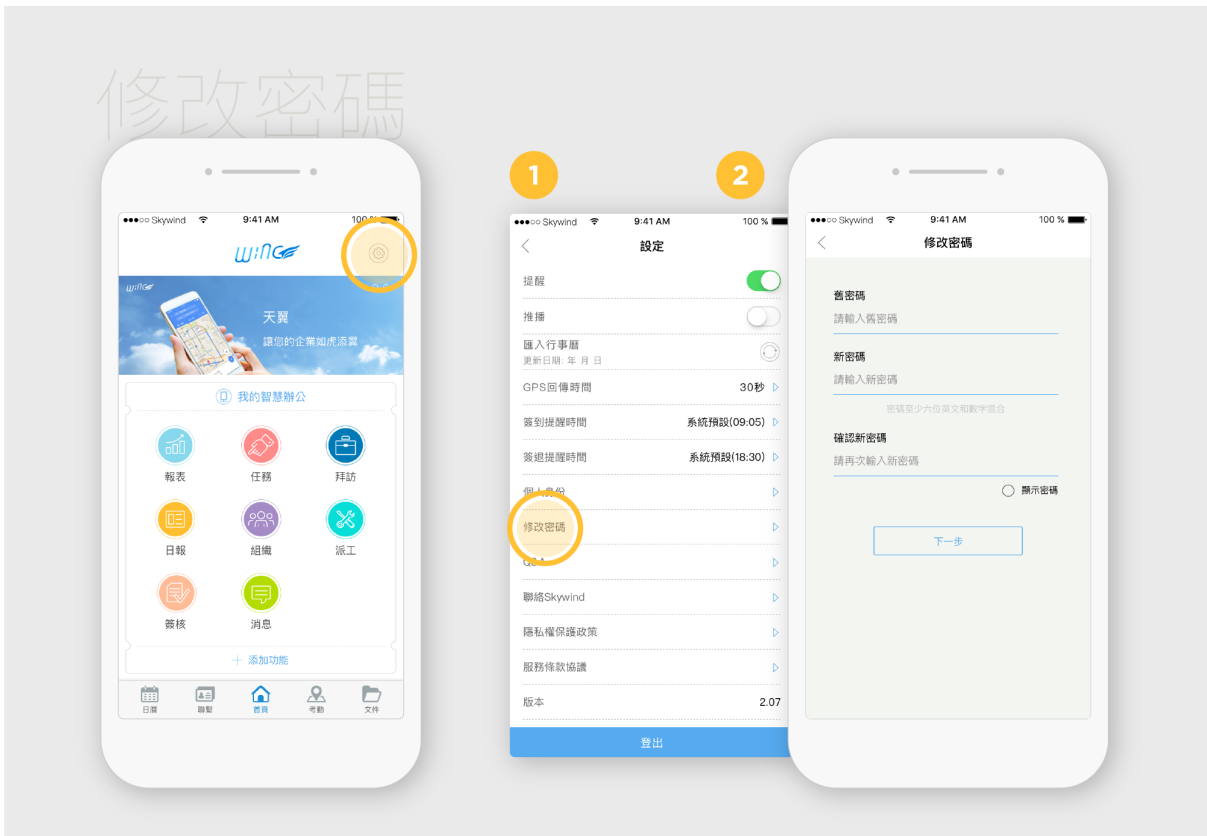 修改密碼
●●●○○ Skywind 9:41 AM 100 %
WiNG
WiNG
天翼
讓您的企業如虎添翼
我的智慧辦公
報表 任務 拜訪
日報 組織 派工
簽核 消息
＋ 添加功能
日曆 聯繫 首頁 考勤 文件
1
●●●○○ Skywind 9:41 AM 100 %
設定
提醒
推播
匯入行事曆
更新日期: 年 月 日
GPS回傳時間 30秒
簽到提醒時間 系統預設(09:05)
簽退提醒時間 系統預設(18:30)
個人身份
修改密碼
Q&A
聯絡Skywind
隱私權保護政策
服務條款協議
版本 2.07
登出
2
●●●○○ Skywind 9:41 AM 100 %
修改密碼
舊密碼
請輸入舊密碼
新密碼
請輸入新密碼
密碼至少六位英文和數字混合
確認新密碼
請再次輸入新密碼
顯示密碼
下一步